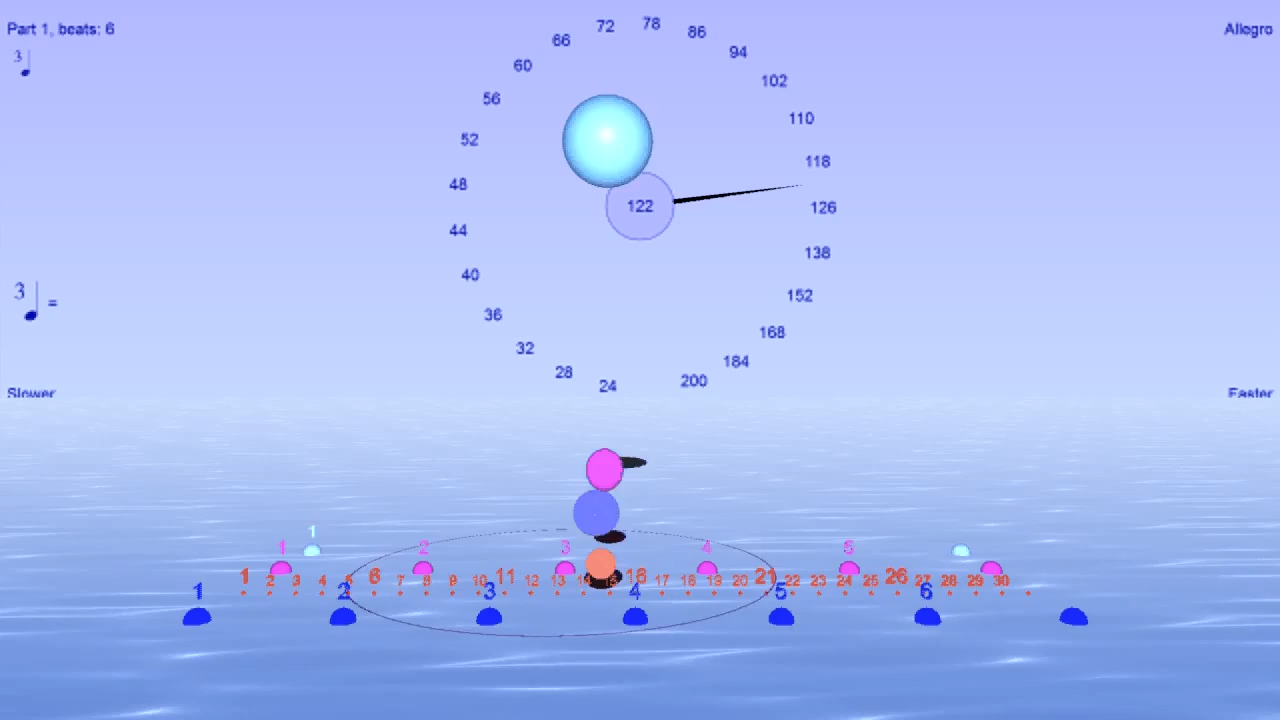 Part 1, beats: 6
Allegro
3
72 78 86 94 102 110 118 126 138 152 168 184 200
24 28 32 36 40 44 48 52 56 60 66
122
3 =
Slower
Faster
1
1 2 3 4 5
1 2 3 4 5 6 7 8 9 10 11 12 13 14 15 16 17 18 19 20 21 22 23 24 25 26 27 28 29 30
1 2 3 4 5 6